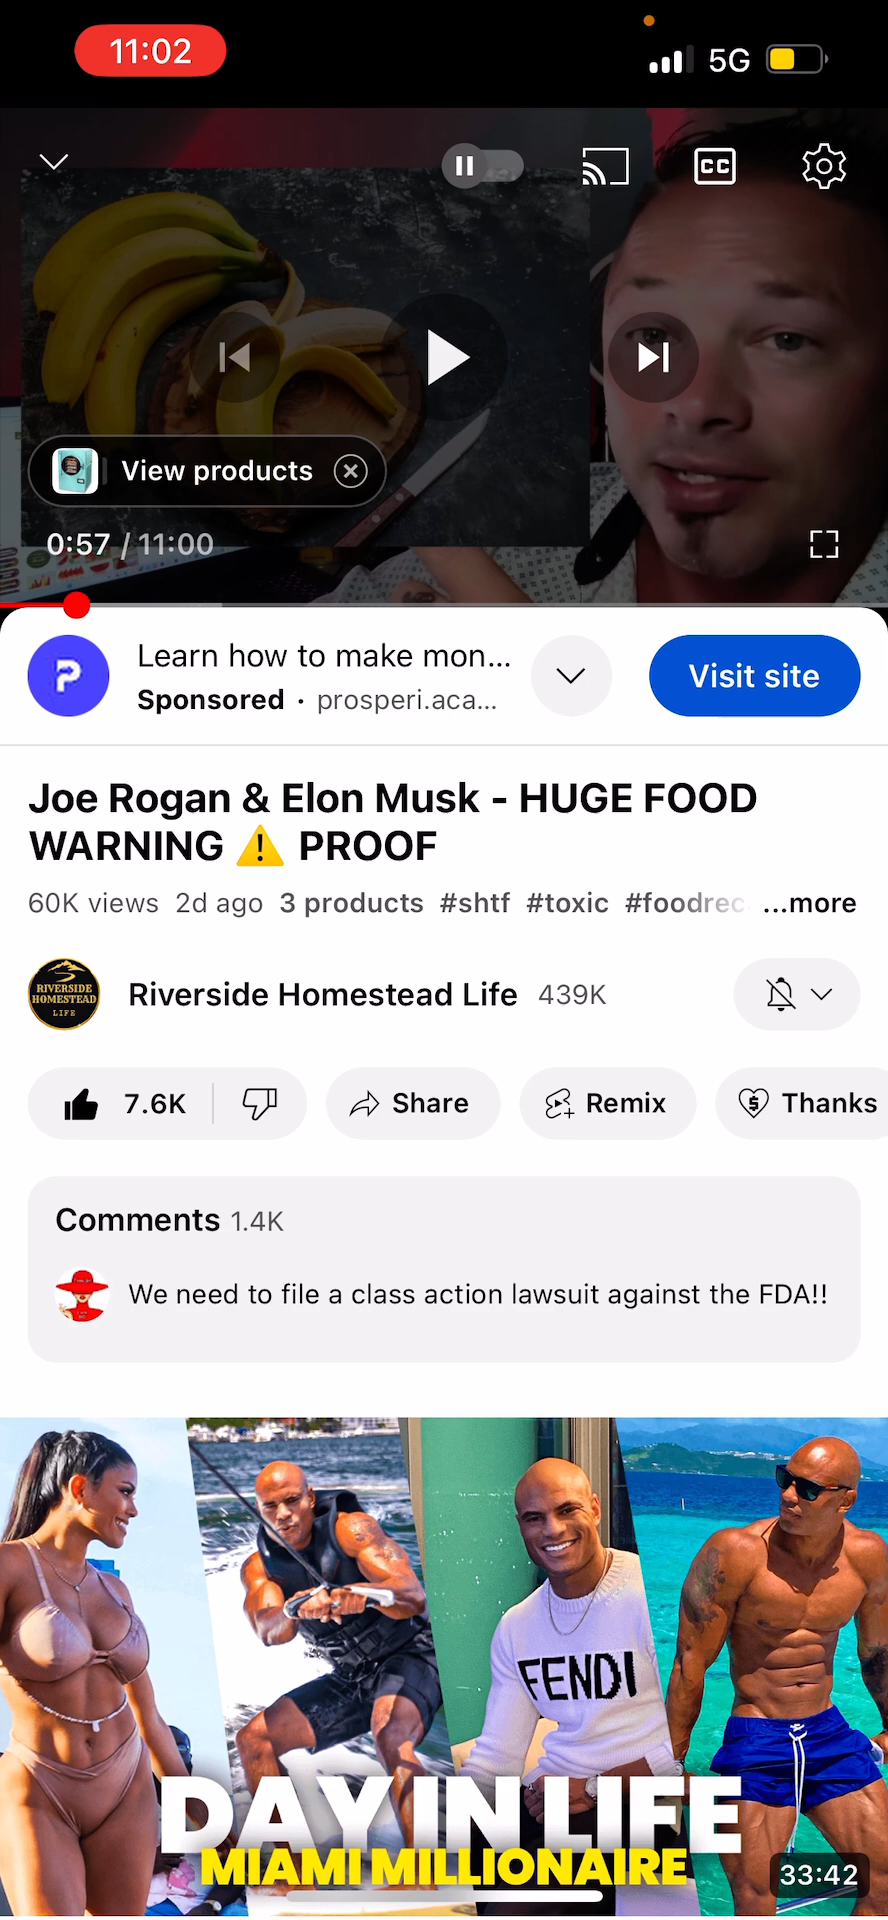 11:02
5G
CC
View products
0:57 / 11:00
P
Learn how to make mon...
Sponsored · prosperi.aca...
Visit site
Joe Rogan & Elon Musk - HUGE FOOD
WARNING ⚠️ PROOF
60K views 2d ago 3 products #shtf #toxic #foodrec ...more
RIVERSIDE
HOMESTEAD
LIFE
Riverside Homestead Life 439K
7.6K
Share
Remix
Thanks
Comments 1.4K
We need to file a class action lawsuit against the FDA!!
FENDI
DAY IN LIFE
MIAMI MILLIONAIRE
33:42